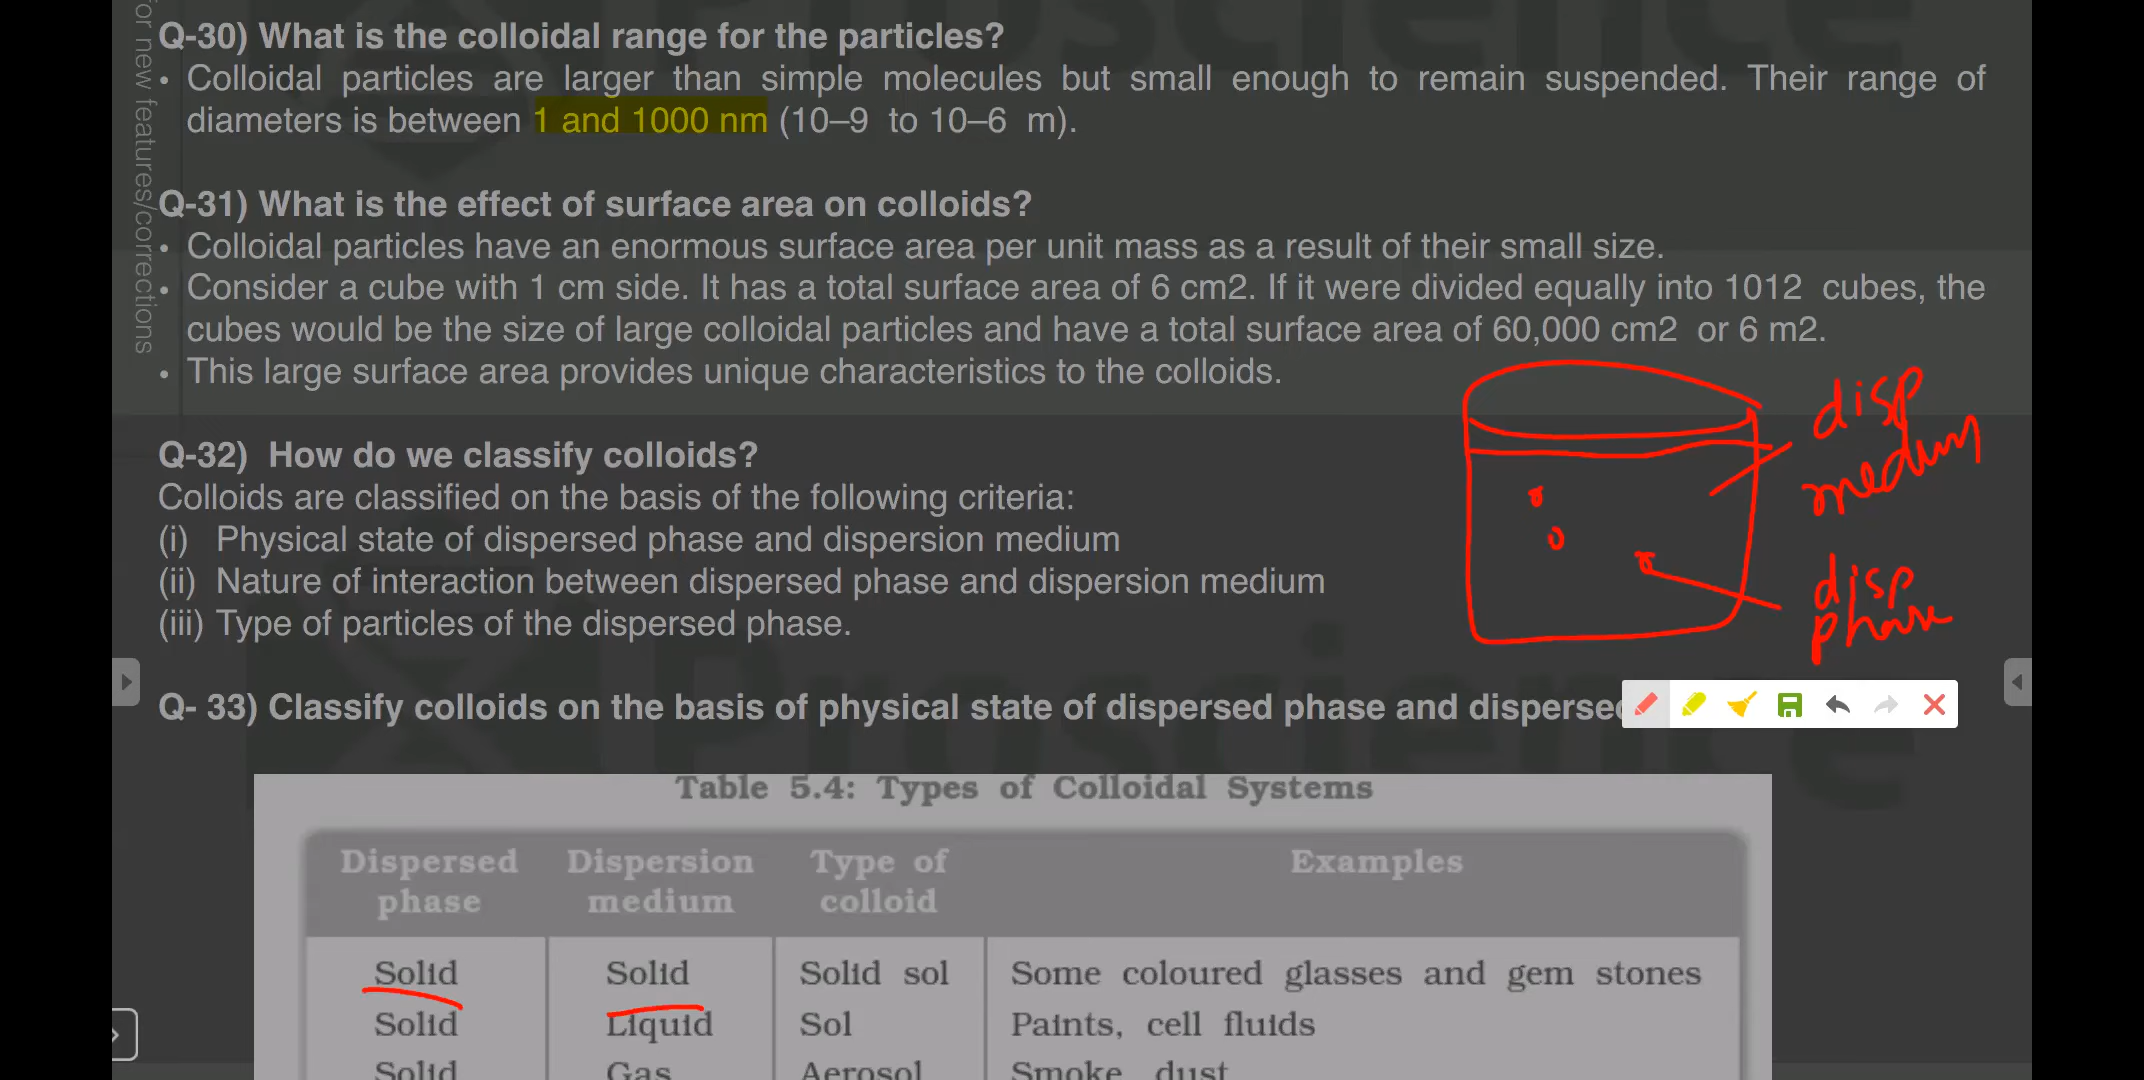 for new features/corrections
Proscience
Q-30) What is the colloidal range for the particles?
• Colloidal particles are larger than simple molecules but small enough to remain suspended. Their range of
diameters is between 1 and 1000 nm (10–9 to 10–6 m).
Q-31) What is the effect of surface area on colloids?
• Colloidal particles have an enormous surface area per unit mass as a result of their small size.
• Consider a cube with 1 cm side. It has a total surface area of 6 cm2. If it were divided equally into 1012 cubes, the
cubes would be the size of large colloidal particles and have a total surface area of 60,000 cm2 or 6 m2.
• This large surface area provides unique characteristics to the colloids.
disp
medium
Q-32) How do we classify colloids?
Colloids are classified on the basis of the following criteria:
(i) Physical state of dispersed phase and dispersion medium
(ii) Nature of interaction between dispersed phase and dispersion medium
(iii) Type of particles of the dispersed phase.
disp
phase
Proscience
Q- 33) Classify colloids on the basis of physical state of dispersed phase and disperse
Table 5.4: Types of Colloidal Systems
Dispersed phase Dispersion medium Type of colloid Examples
Solid Solid Solid sol Some coloured glasses and gem stones
Solid Liquid Sol Paints, cell fluids
Solid Gas Aerosol Smoke, dust